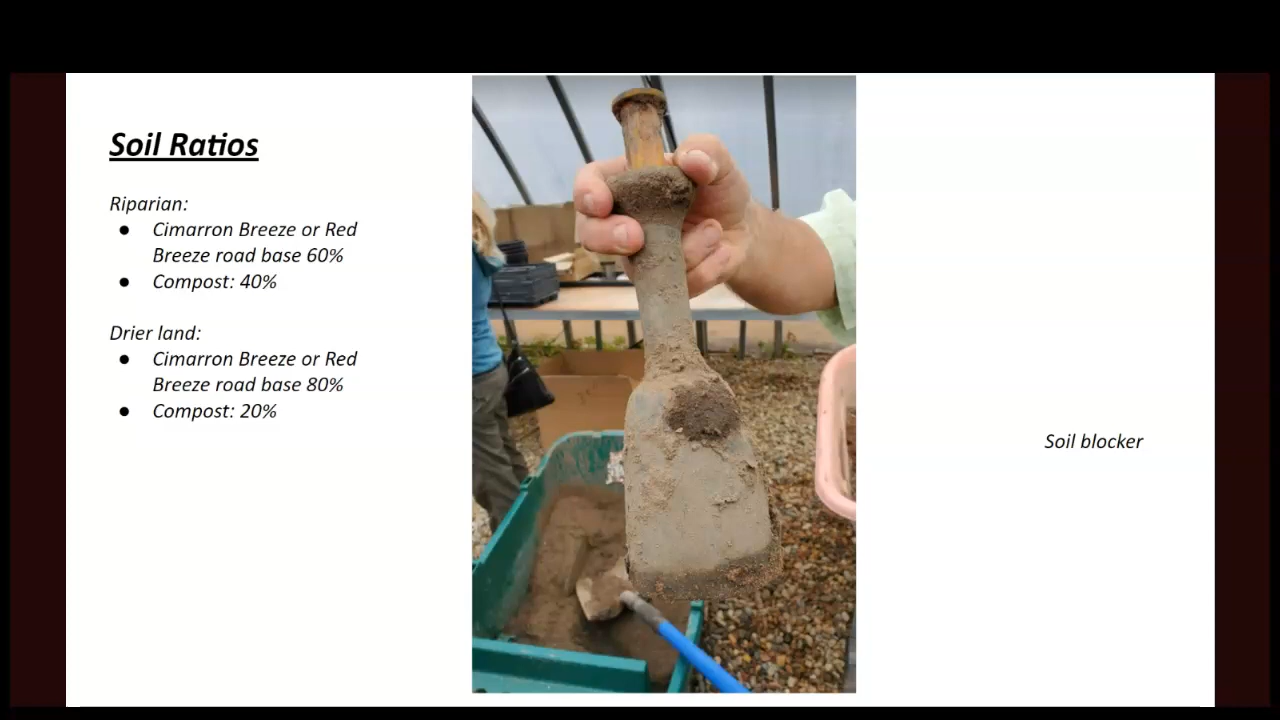 Soil Ratios
Riparian:
● Cimarron Breeze or Red
Breeze road base 60%
● Compost: 40%
Drier land:
● Cimarron Breeze or Red
Breeze road base 80%
● Compost: 20%
Soil blocker